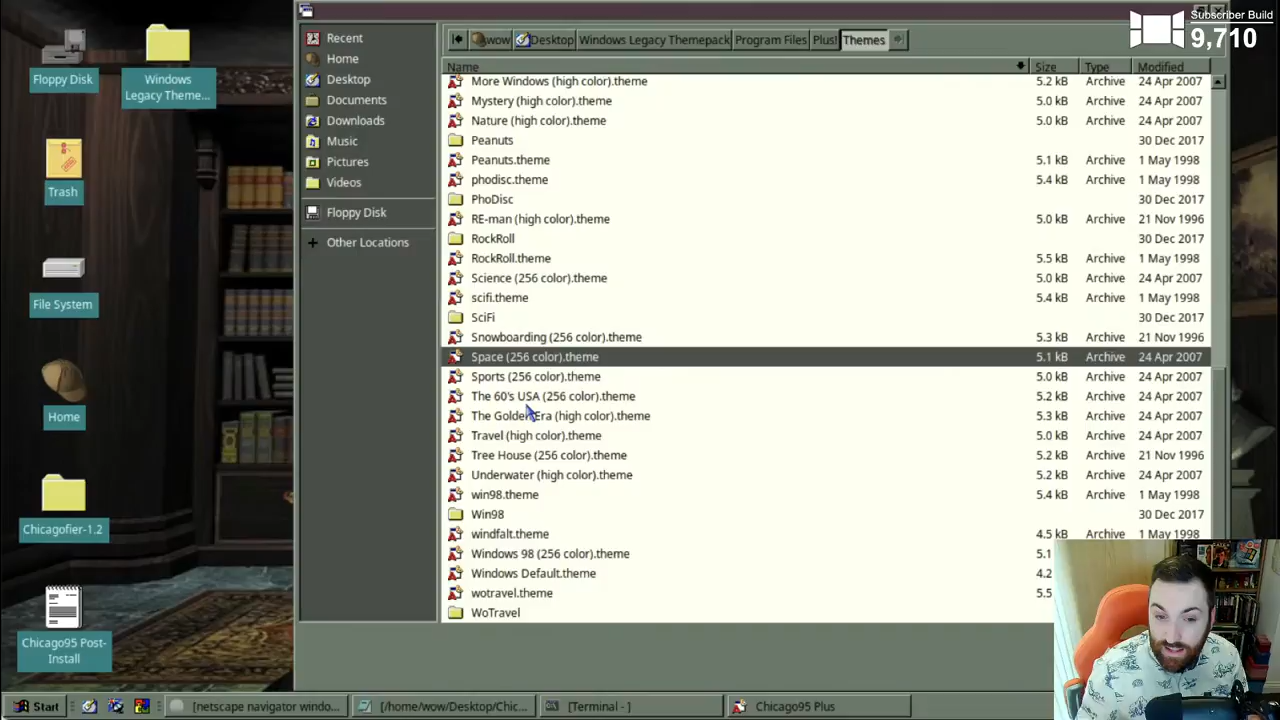 Subscriber Build
9,710
Floppy Disk
Windows
Legacy Theme...
Trash
File System
Home
Chicagofier-1.2
Chicago95 Post-
Install
Recent
Home
Desktop
Documents
Downloads
Music
Pictures
Videos
Floppy Disk
Other Locations
wow Desktop Windows Legacy Themepack Program Files Plus! Themes
Name Size Type Modified
More Windows (high color).theme 5.2 kB Archive 24 Apr 2007
Mystery (high color).theme 5.0 kB Archive 24 Apr 2007
Nature (high color).theme 5.0 kB Archive 24 Apr 2007
Peanuts 30 Dec 2017
Peanuts.theme 5.1 kB Archive 1 May 1998
phodisc.theme 5.4 kB Archive 1 May 1998
PhoDisc 30 Dec 2017
RE-man (high color).theme 5.0 kB Archive 21 Nov 1996
RockRoll 30 Dec 2017
RockRoll.theme 5.5 kB Archive 1 May 1998
Science (256 color).theme 5.0 kB Archive 24 Apr 2007
scifi.theme 5.4 kB Archive 1 May 1998
SciFi 30 Dec 2017
Snowboarding (256 color).theme 5.3 kB Archive 21 Nov 1996
Space (256 color).theme 5.1 kB Archive 24 Apr 2007
Sports (256 color).theme 5.0 kB Archive 24 Apr 2007
The 60's USA (256 color).theme 5.2 kB Archive 24 Apr 2007
The Golden Era (high color).theme 5.3 kB Archive 24 Apr 2007
Travel (high color).theme 5.0 kB Archive 24 Apr 2007
Tree House (256 color).theme 5.2 kB Archive 21 Nov 1996
Underwater (high color).theme 5.2 kB Archive 24 Apr 2007
win98.theme 5.4 kB Archive 1 May 1998
Win98 30 Dec 2017
windfalt.theme 4.5 kB Archive 1 May 1998
Windows 98 (256 color).theme 5.1
Windows Default.theme 4.2
wotravel.theme 5.5
WoTravel
Start [netscape navigator windo... [/home/wow/Desktop/Chic... [Terminal - ] Chicago95 Plus